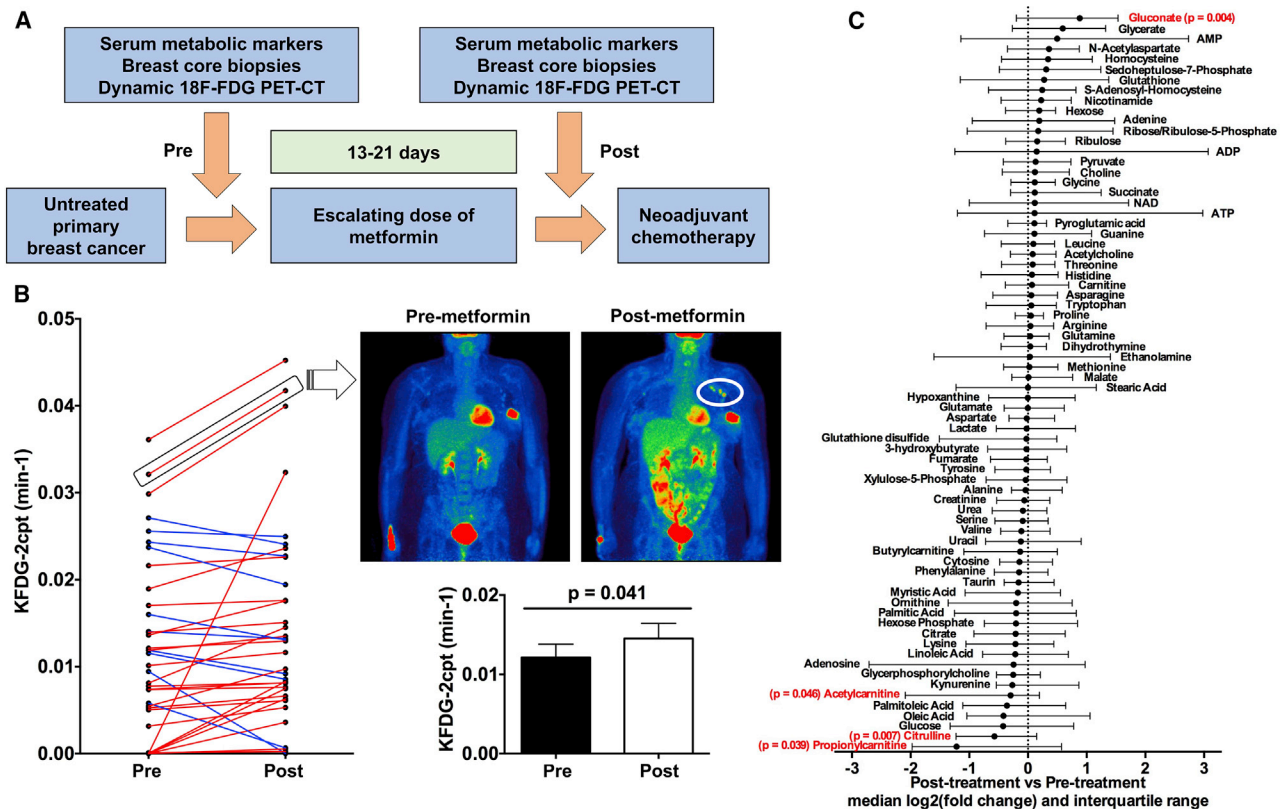 A
Serum metabolic markers
Breast core biopsies
Dynamic 18F-FDG PET-CT
Serum metabolic markers
Breast core biopsies
Dynamic 18F-FDG PET-CT
Pre
13-21 days
Post
Untreated
primary
breast cancer
Escalating dose of
metformin
Neoadjuvant
chemotherapy
B
KFDG-2cpt (min-1)
0.05
0.04
0.03
0.02
0.01
0.00
Pre
Post
Pre-metformin
Post-metformin
KFDG-2cpt (min-1)
0.02
0.01
0.00
p = 0.041
Pre
Post
C
Gluconate (p = 0.004)
Glycerate
AMP
N-Acetylaspartate
Homocysteine
Sedoheptulose-7-Phosphate
Glutathione
S-Adenosyl-Homocysteine
Nicotinamide
Hexose
Adenine
Ribose/Ribulose-5-Phosphate
Ribulose
ADP
Pyruvate
Choline
Glycine
Succinate
NAD
ATP
Pyroglutamic acid
Guanine
Leucine
Acetylcholine
Threonine
Histidine
Carnitine
Asparagine
Tryptophan
Proline
Arginine
Glutamine
Dihydrothymine
Ethanolamine
Methionine
Malate
Stearic Acid
Hypoxanthine
Glutamate
Aspartate
Lactate
Glutathione disulfide
3-hydroxybutyrate
Fumarate
Tyrosine
Xylulose-5-Phosphate
Alanine
Creatinine
Urea
Serine
Valine
Uracil
Butyrylcarnitine
Cytosine
Phenylalanine
Taurin
Myristic Acid
Ornithine
Palmitic Acid
Hexose Phosphate
Citrate
Lysine
Linoleic Acid
Adenosine
Glycerphosphorylcholine
Kynurenine
(p = 0.046) Acetylcarnitine
Palmitoleic Acid
Oleic Acid
Glucose
(p = 0.007) Citrulline
(p = 0.039) Propionylcarnitine
-3 -2 -1 0 1 2 3
Post-treatment vs Pre-treatment
median log2(fold change) and interquartile range